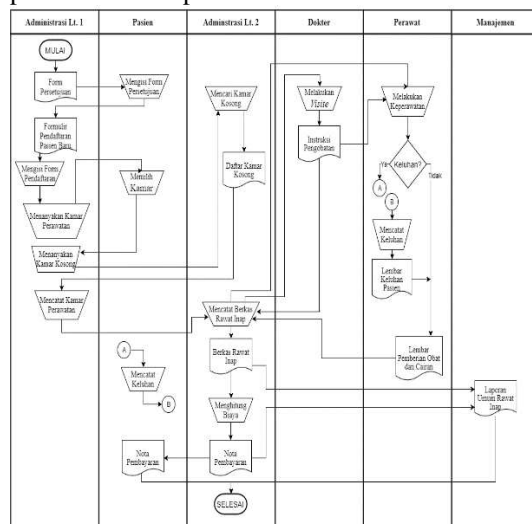 Administrasi Lt. 1
Pasien
Administrasi Lt. 2
Dokter
Perawat
Manajemen
MULAI
Form
Persetujuan
Mengisi Form
Persetujuan
Formulir
Pendaftaran
Pasien Baru
Mengisi Form
Pendaftaran
Menanyakan Kamar
Perawatan
Memilih
Kamar
Menanyakan
Kamar Kosong
Mencatat Kamar
Perawatan
Mencari Kamar
Kosong
Daftar Kamar
Kosong
Melakukan
Instruksi
Pengobatan
Melakukan
Keperawatan
Keluhan?
Ya
Tidak
A
B
Mencatat
Keluhan
Lembar
Keluhan
Pasien
Mencatat Berkas
Rawat Inap
Berkas Rawat
Inap
Lembar
Pemberian Obat
dan Cairan
A
Mencatat
Keluhan
B
Menghitung
Biaya
Laporan
Umum Rawat
Inap
Nota
Pembayaran
Nota
Pembayaran
SELESAI